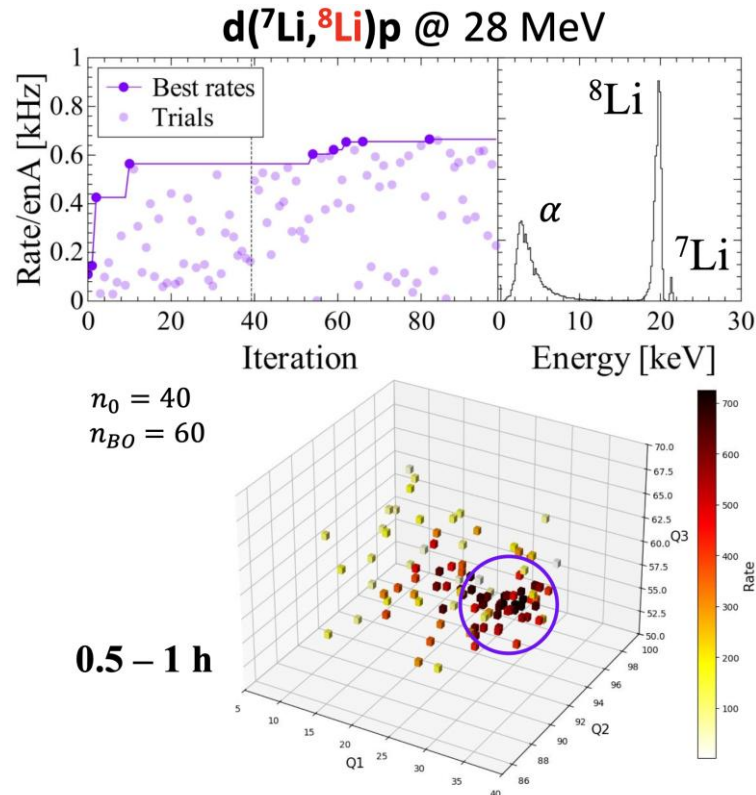 d(⁷Li,⁸Li)p @ 28 MeV
Best rates
Trials
Rate/enA [kHz]
1
0.8
0.6
0.4
0.2
0
0 20 40 60 80
Iteration
α
⁸Li
⁷Li
0 10 20 30
Energy [keV]
n₀ = 40
n_BO = 60
0.5 – 1 h
70.0
67.5
65.0
62.5
60.0
57.5
55.0
52.5
50.0
Q3
100
98
96
94
92
90
88
86
Q2
5
10
15
20
25
30
35
40
Q1
700
600
500
400
300
200
100
Rate